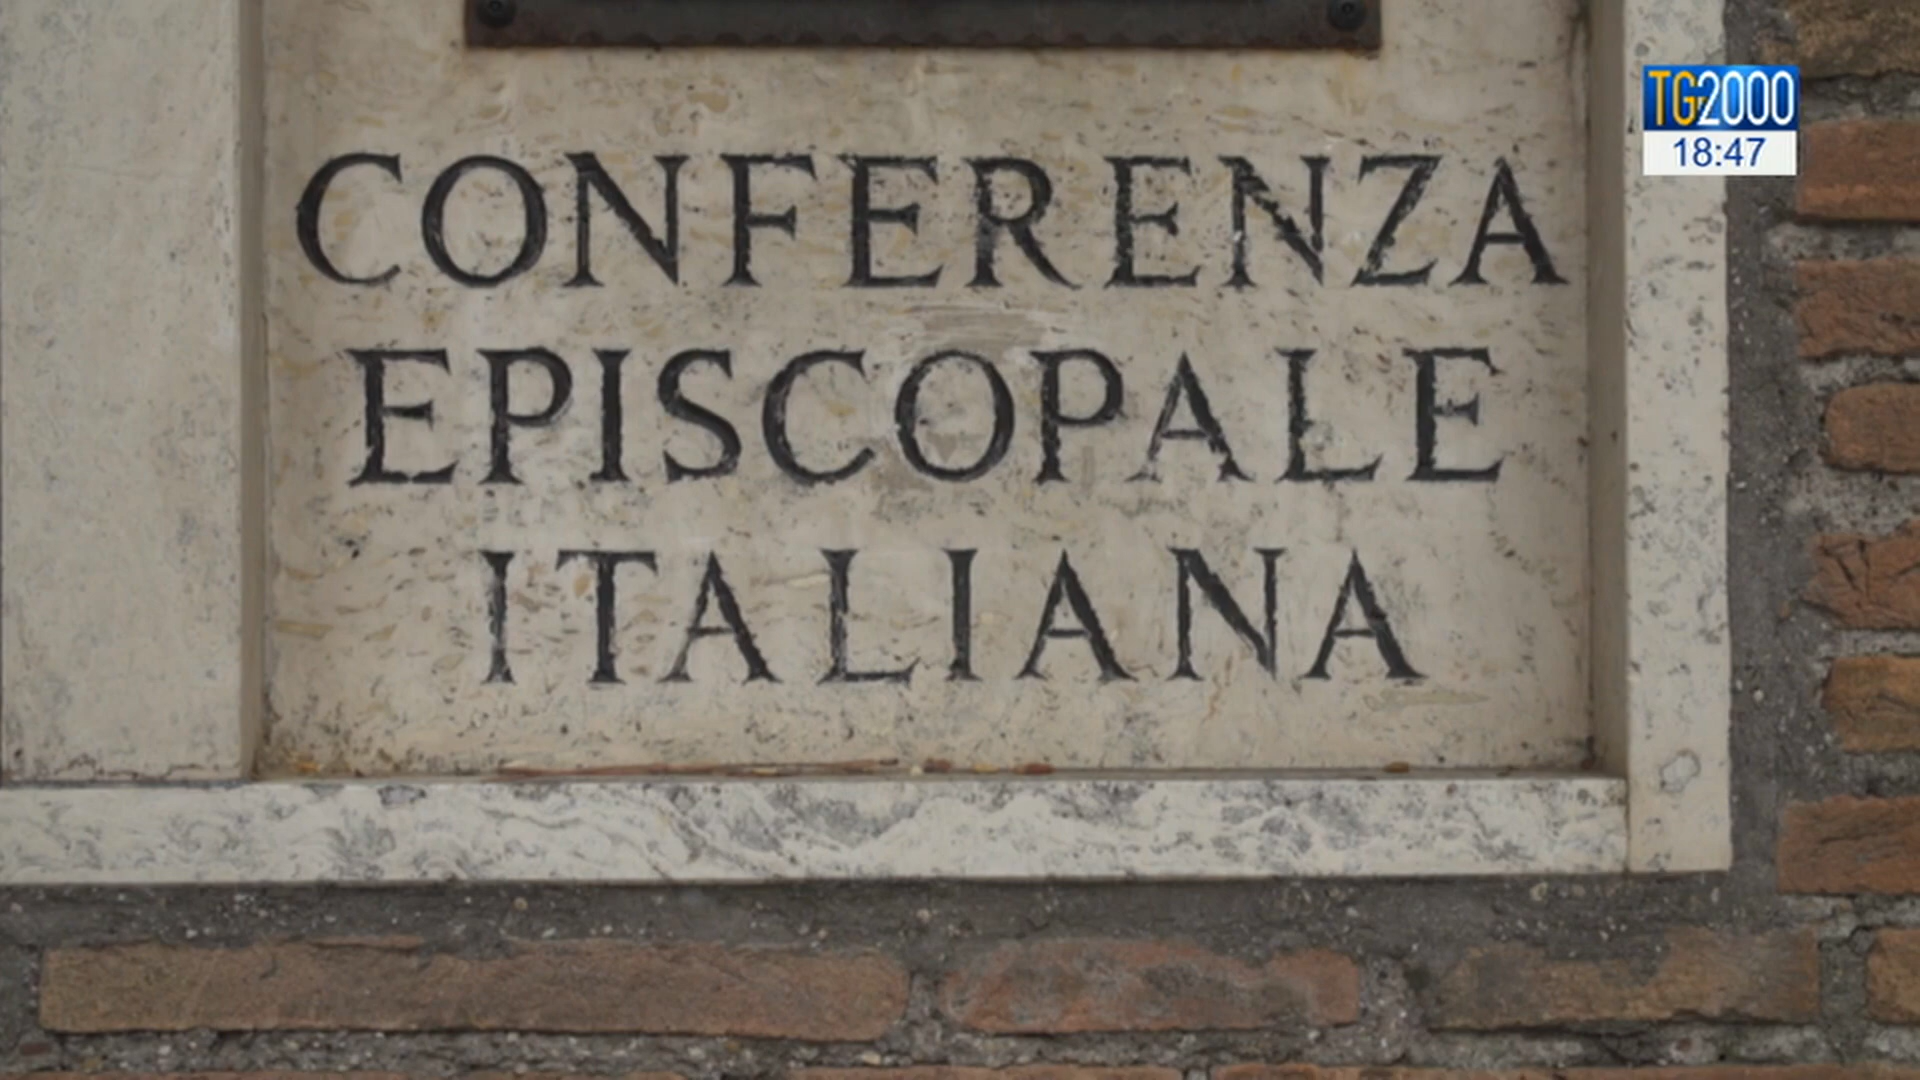 TG2000
18:47
CONFERENZA
EPISCOPALE
ITALIANA